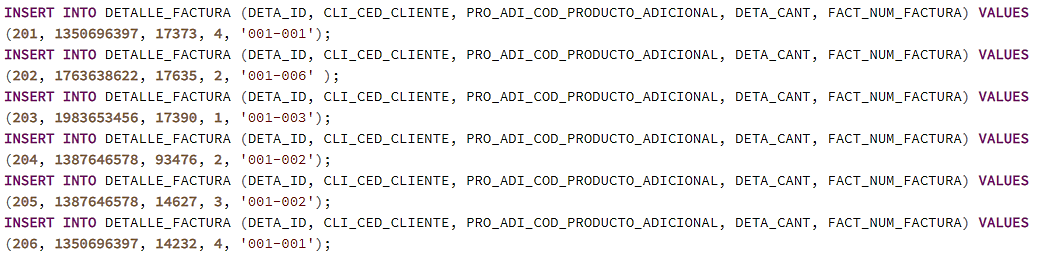 INSERT INTO DETALLE_FACTURA (DETA_ID, CLI_CED_CLIENTE, PRO_ADI_COD_PRODUCTO_ADICIONAL, DETA_CANT, FACT_NUM_FACTURA) VALUES
(201, 1350696397, 17373, 4, '001-001');
INSERT INTO DETALLE_FACTURA (DETA_ID, CLI_CED_CLIENTE, PRO_ADI_COD_PRODUCTO_ADICIONAL, DETA_CANT, FACT_NUM_FACTURA) VALUES
(202, 1763638622, 17635, 2, '001-006' );
INSERT INTO DETALLE_FACTURA (DETA_ID, CLI_CED_CLIENTE, PRO_ADI_COD_PRODUCTO_ADICIONAL, DETA_CANT, FACT_NUM_FACTURA) VALUES
(203, 1983653456, 17390, 1, '001-003');
INSERT INTO DETALLE_FACTURA (DETA_ID, CLI_CED_CLIENTE, PRO_ADI_COD_PRODUCTO_ADICIONAL, DETA_CANT, FACT_NUM_FACTURA) VALUES
(204, 1387646578, 93476, 2, '001-002');
INSERT INTO DETALLE_FACTURA (DETA_ID, CLI_CED_CLIENTE, PRO_ADI_COD_PRODUCTO_ADICIONAL, DETA_CANT, FACT_NUM_FACTURA) VALUES
(205, 1387646578, 14627, 3, '001-002');
INSERT INTO DETALLE_FACTURA (DETA_ID, CLI_CED_CLIENTE, PRO_ADI_COD_PRODUCTO_ADICIONAL, DETA_CANT, FACT_NUM_FACTURA) VALUES
(206, 1350696397, 14232, 4, '001-001');